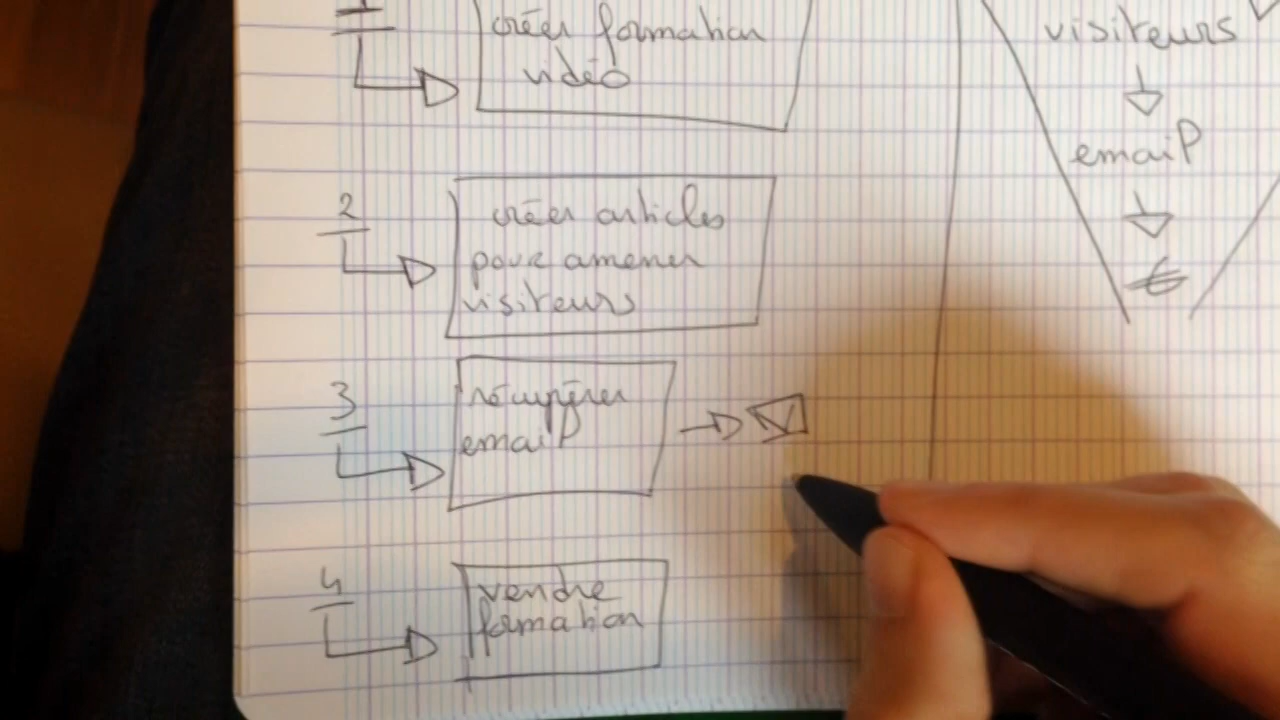 1
créer formation
vidéo
2
créer articles
pour amener
visiteurs
3
récupérer
email
4
vendre
formation
visiteurs
email
€